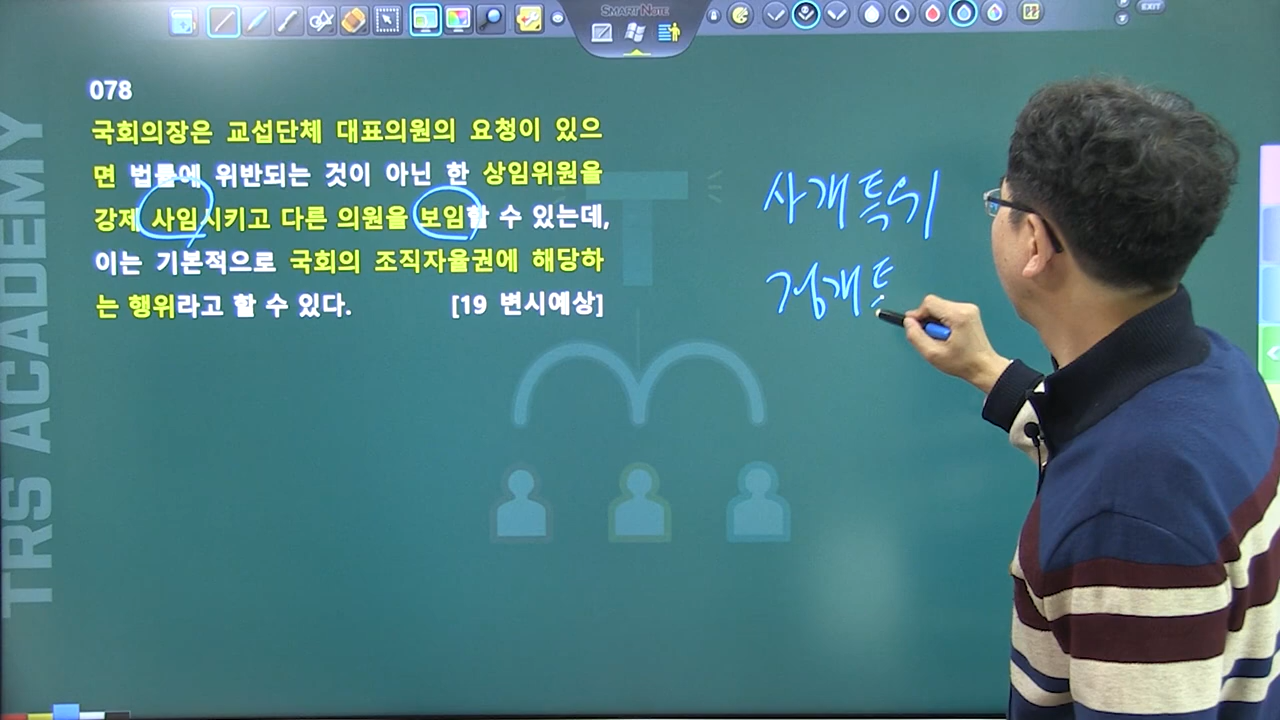 SMART NOTE
EXIT
078
국회의장은 교섭단체 대표의원의 요청이 있으
면 법률에 위반되는 것이 아닌 한 상임위원을
강제 사임시키고 다른 의원을 보임할 수 있는데,
이는 기본적으로 국회의 조직자율권에 해당하
는 행위라고 할 수 있다. [19 변시예상]
사개특위
정개특
TRS ACADEMY